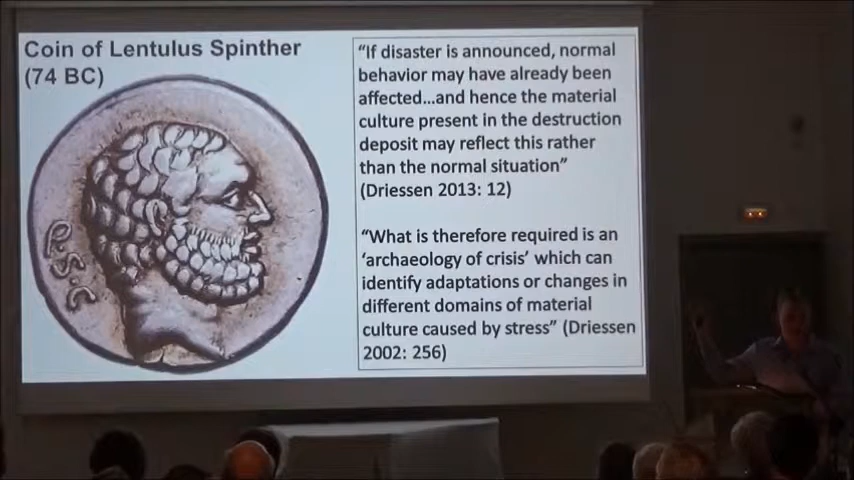 Coin of Lentulus Spinther
(74 BC)
Q.S.C
“If disaster is announced, normal
behavior may have already been
affected...and hence the material
culture present in the destruction
deposit may reflect this rather
than the normal situation”
(Driessen 2013: 12)
“What is therefore required is an
‘archaeology of crisis’ which can
identify adaptations or changes in
different domains of material
culture caused by stress” (Driessen
2002: 256)